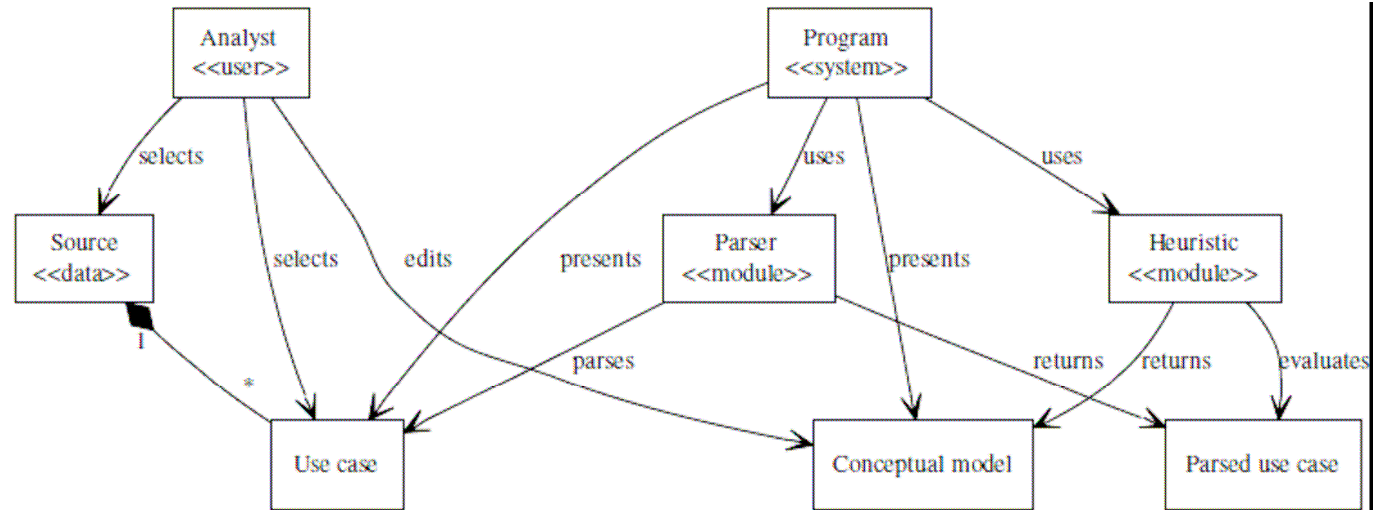 Analyst
<<user>>
Program
<<system>>
selects
uses
uses
Source
<<data>>
selects
edits
presents
Parser
<<module>>
presents
Heuristic
<<module>>
1
*
parses
returns
returns
evaluates
Use case
Conceptual model
Parsed use case